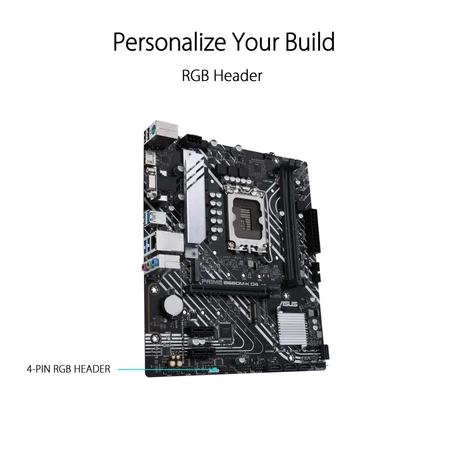 Personalize Your Build
RGB Header
PRIME B660M-K D4
ASUS
4-PIN RGB HEADER